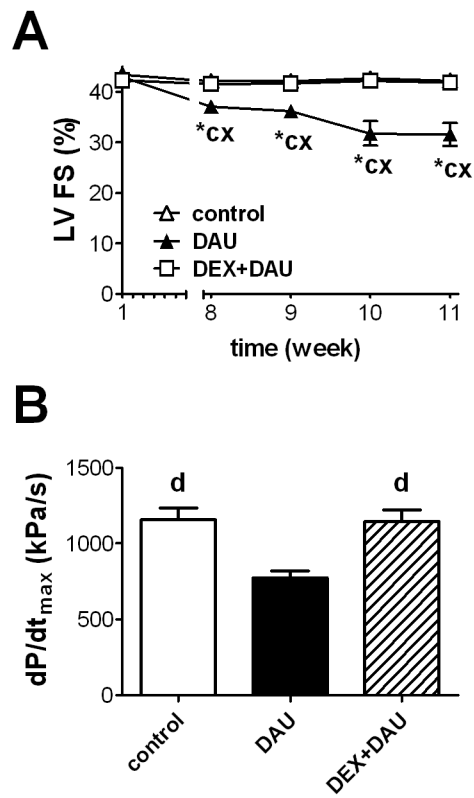 A
LV FS (%)
40
30
20
10
0
*cx *cx *cx *cx
control
DAU
DEX+DAU
1 8 9 10 11
time (week)
B
dP/dtmax (kPa/s)
1500
1000
500
0
d d
control DAU DEX+DAU